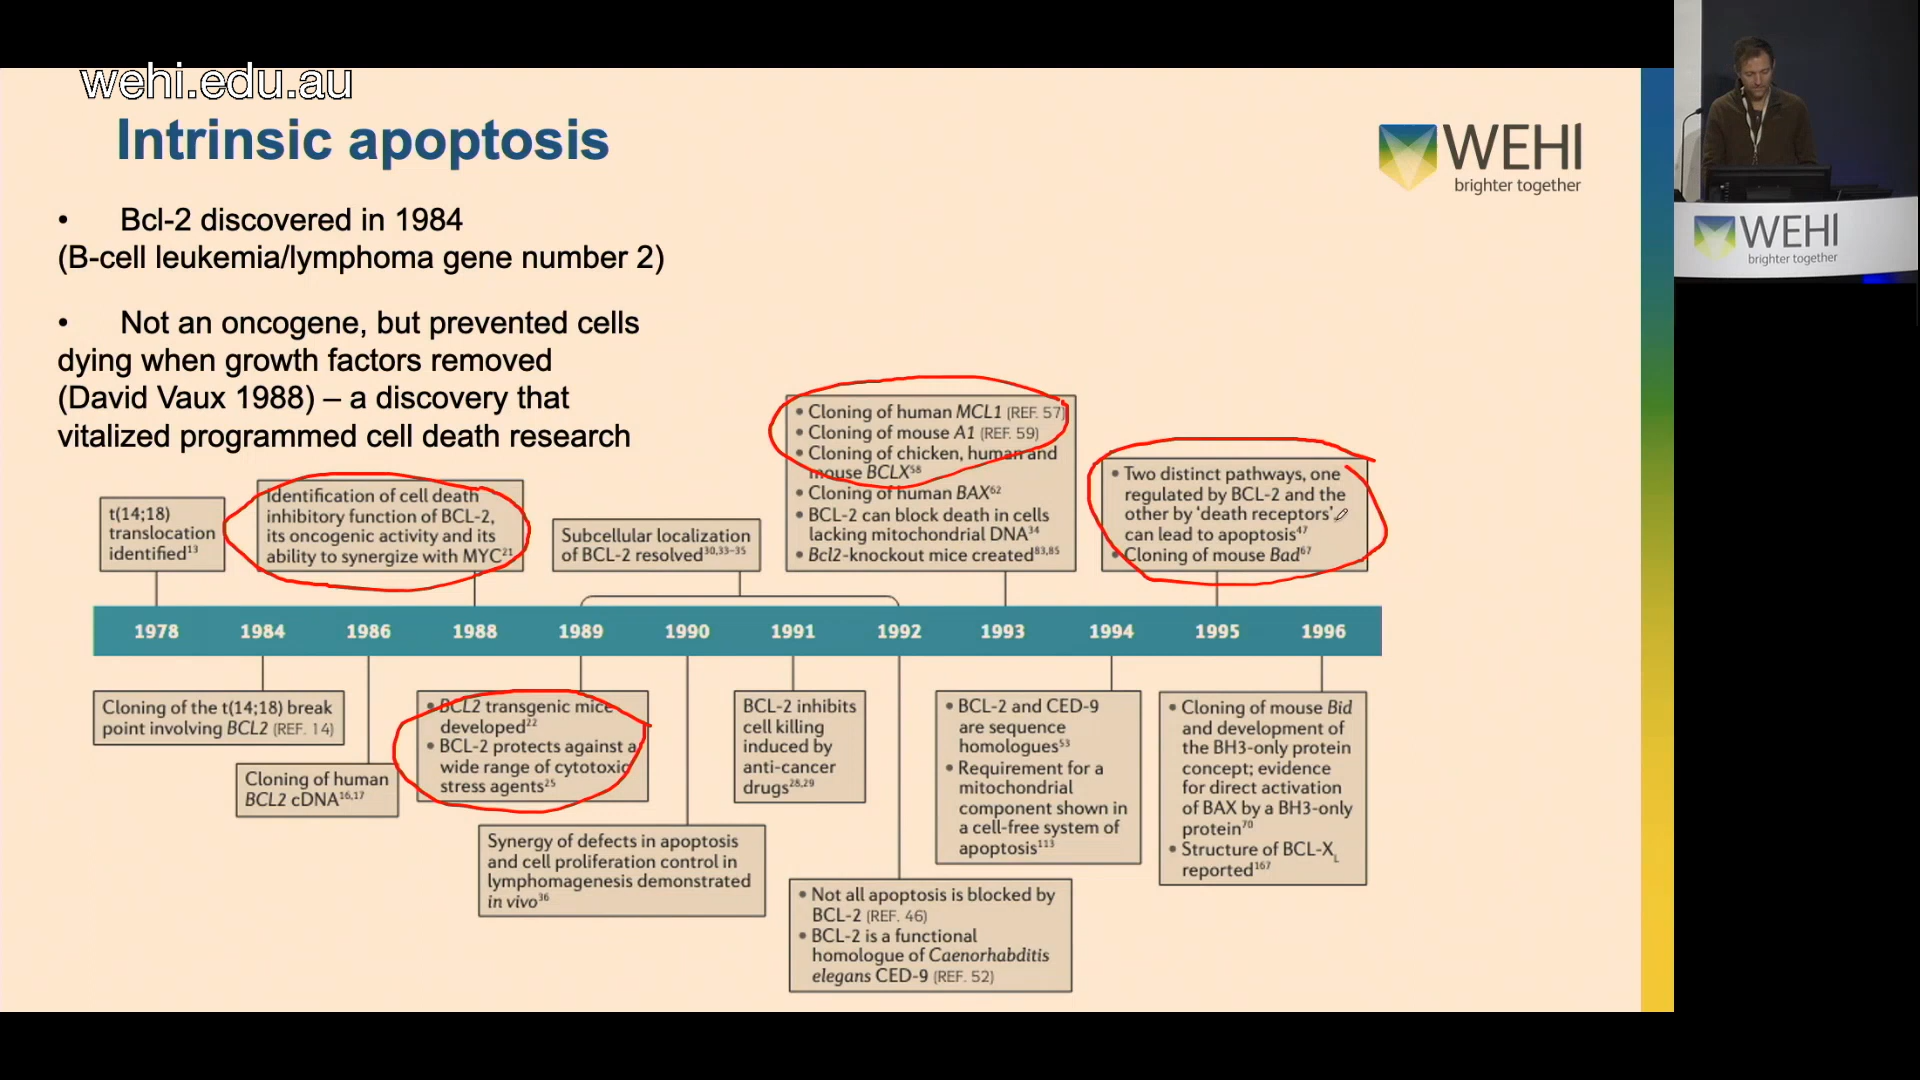 wehi.edu.au
Intrinsic apoptosis
WEHI
brighter together
WEHI
brighter together
• Bcl-2 discovered in 1984
(B-cell leukemia/lymphoma gene number 2)
• Not an oncogene, but prevented cells
dying when growth factors removed
(David Vaux 1988) – a discovery that
vitalized programmed cell death research
t(14;18)
translocation
identified13
Identification of cell death
inhibitory function of BCL-2,
its oncogenic activity and its
ability to synergize with MYC21
Subcellular localization
of BCL-2 resolved30,33–35
• Cloning of human MCL1 (REF. 57)
• Cloning of mouse A1 (REF. 59)
• Cloning of chicken, human and
mouse BCLX58
• Cloning of human BAX62
• BCL-2 can block death in cells
lacking mitochondrial DNA34
• Bcl2-knockout mice created83,85
• Two distinct pathways, one
regulated by BCL-2 and the
other by 'death receptors'
can lead to apoptosis47
• Cloning of mouse Bad67
1978 1984 1986 1988 1989 1990 1991 1992 1993 1994 1995 1996
Cloning of the t(14;18) break
point involving BCL2 (REF. 14)
Cloning of human
BCL2 cDNA16,17
• BCL2 transgenic mice
developed22
• BCL-2 protects against a
wide range of cytotoxic
stress agents25
Synergy of defects in apoptosis
and cell proliferation control in
lymphomagenesis demonstrated
in vivo36
BCL-2 inhibits
cell killing
induced by
anti-cancer
drugs28,29
• Not all apoptosis is blocked by
BCL-2 (REF. 46)
• BCL-2 is a functional
homologue of Caenorhabditis
elegans CED-9 (REF. 52)
• BCL-2 and CED-9
are sequence
homologues53
• Requirement for a
mitochondrial
component shown in
a cell-free system of
apoptosis113
• Cloning of mouse Bid
and development of
the BH3-only protein
concept; evidence
for direct activation
of BAX by a BH3-only
protein70
• Structure of BCL-XL
reported167